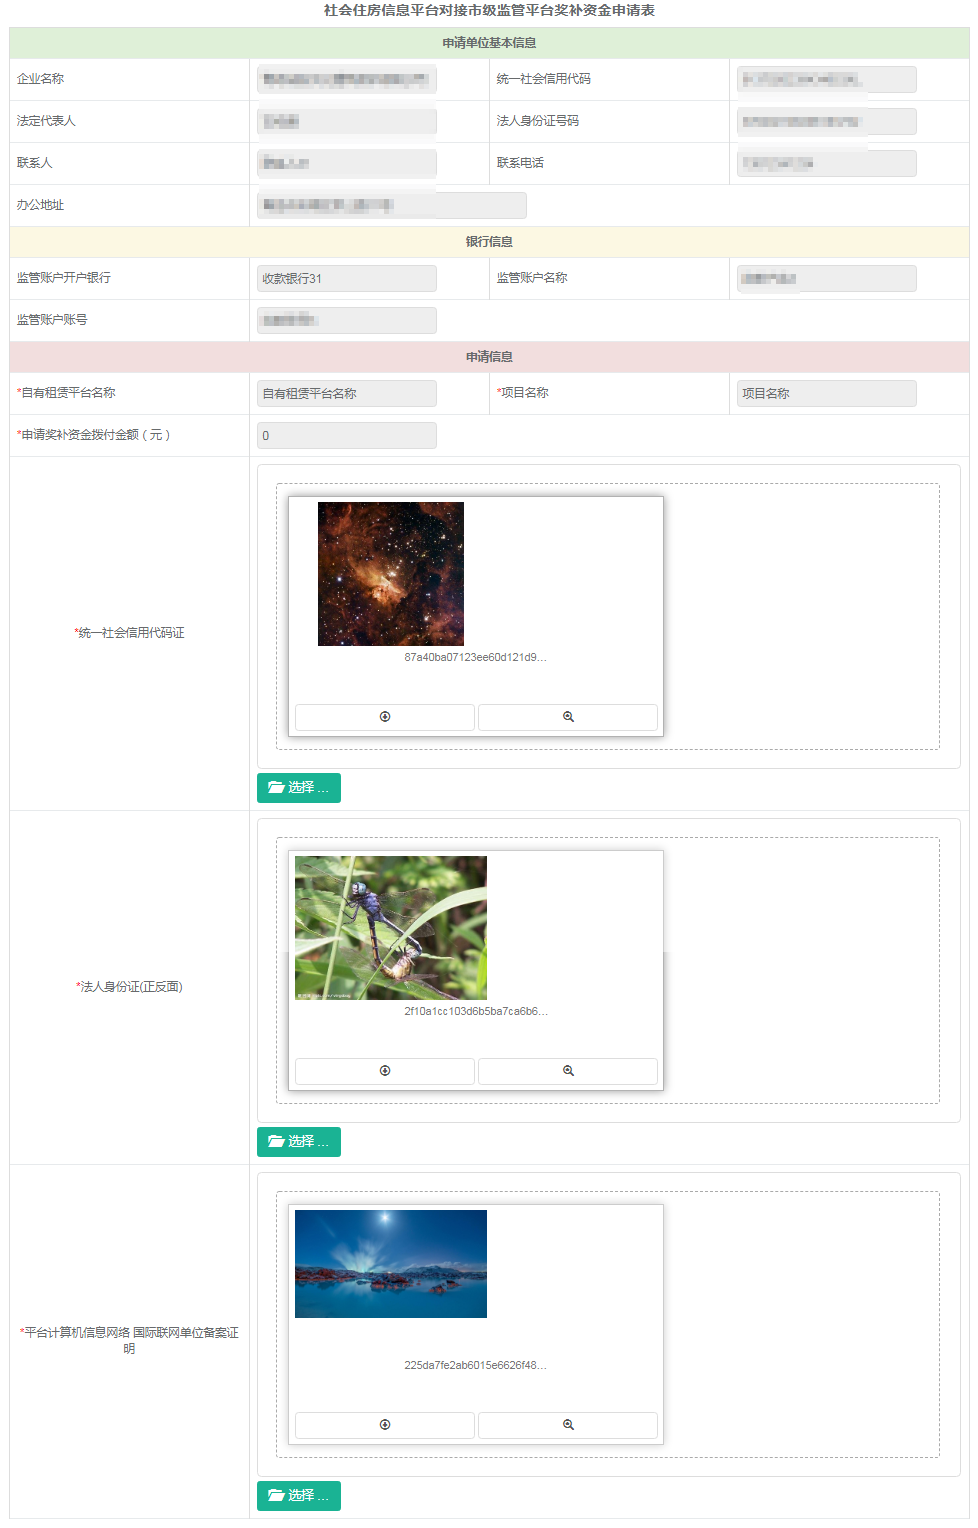 社会住房信息平台对接市级监管平台奖补资金申请表
申请单位基本信息
企业名称
统一社会信用代码
法定代表人
法人身份证号码
联系人
联系电话
办公地址
银行信息
监管账户开户银行 收款银行31
监管账户名称
监管账户账号
申请信息
*自有租赁平台名称 自有租赁平台名称 *项目名称 项目名称
*申请奖补资金拨付金额（元） 0
*统一社会信用代码证
87a40ba07123ee60d121d9...
选择 ...
*法人身份证(正反面)
2f10a1cc103d6b5ba7ca6b6...
选择 ...
*平台计算机信息网络 国际联网单位备案证
明
225da7fe2ab6015e6626f48...
选择 ...